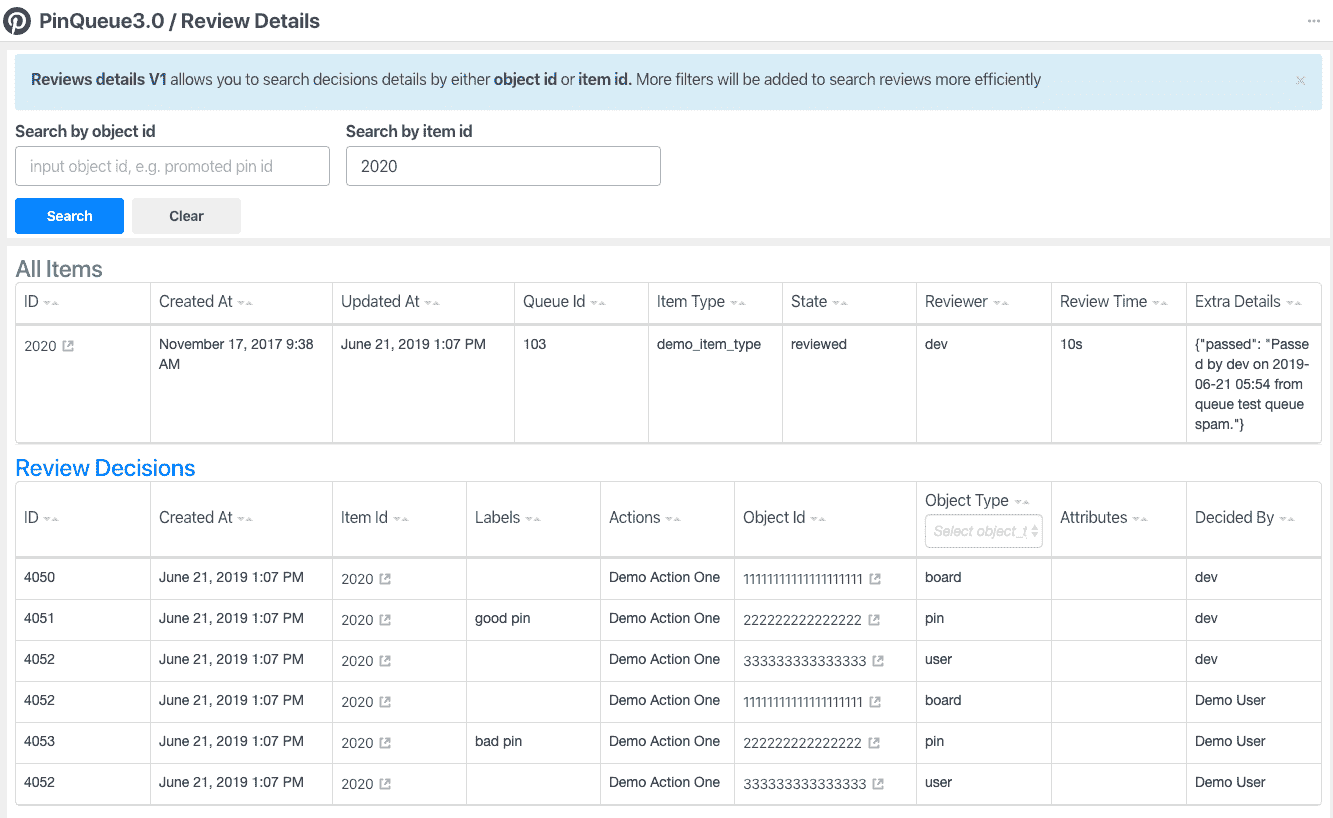 PinQueue3.0 / Review Details
Reviews details V1 allows you to search decisions details by either object id or item id. More filters will be added to search reviews more efficiently
Search by object id Search by item id
input object id, e.g. promoted pin id 2020
Search Clear
All Items
ID Created At Updated At Queue Id Item Type State Reviewer Review Time Extra Details
2020 November 17, 2017 9:38 June 21, 2019 1:07 PM 103 demo_item_type reviewed dev 10s {"passed": "Passe
AM d by dev on 2019-
06-21 05:54 from
queue test queue
spam."}
Review Decisions
Object Type
ID Created At Item Id Labels Actions Object Id Attributes Decided By
Select object_t
4050 June 21, 2019 1:07 PM 2020 Demo Action One 11111111111111111111 board dev
4051 June 21, 2019 1:07 PM 2020 good pin Demo Action One 222222222222222 pin dev
4052 June 21, 2019 1:07 PM 2020 Demo Action One 333333333333333 user dev
4052 June 21, 2019 1:07 PM 2020 Demo Action One 11111111111111111111 board Demo User
4053 June 21, 2019 1:07 PM 2020 bad pin Demo Action One 222222222222222 pin Demo User
4052 June 21, 2019 1:07 PM 2020 Demo Action One 333333333333333 user Demo User